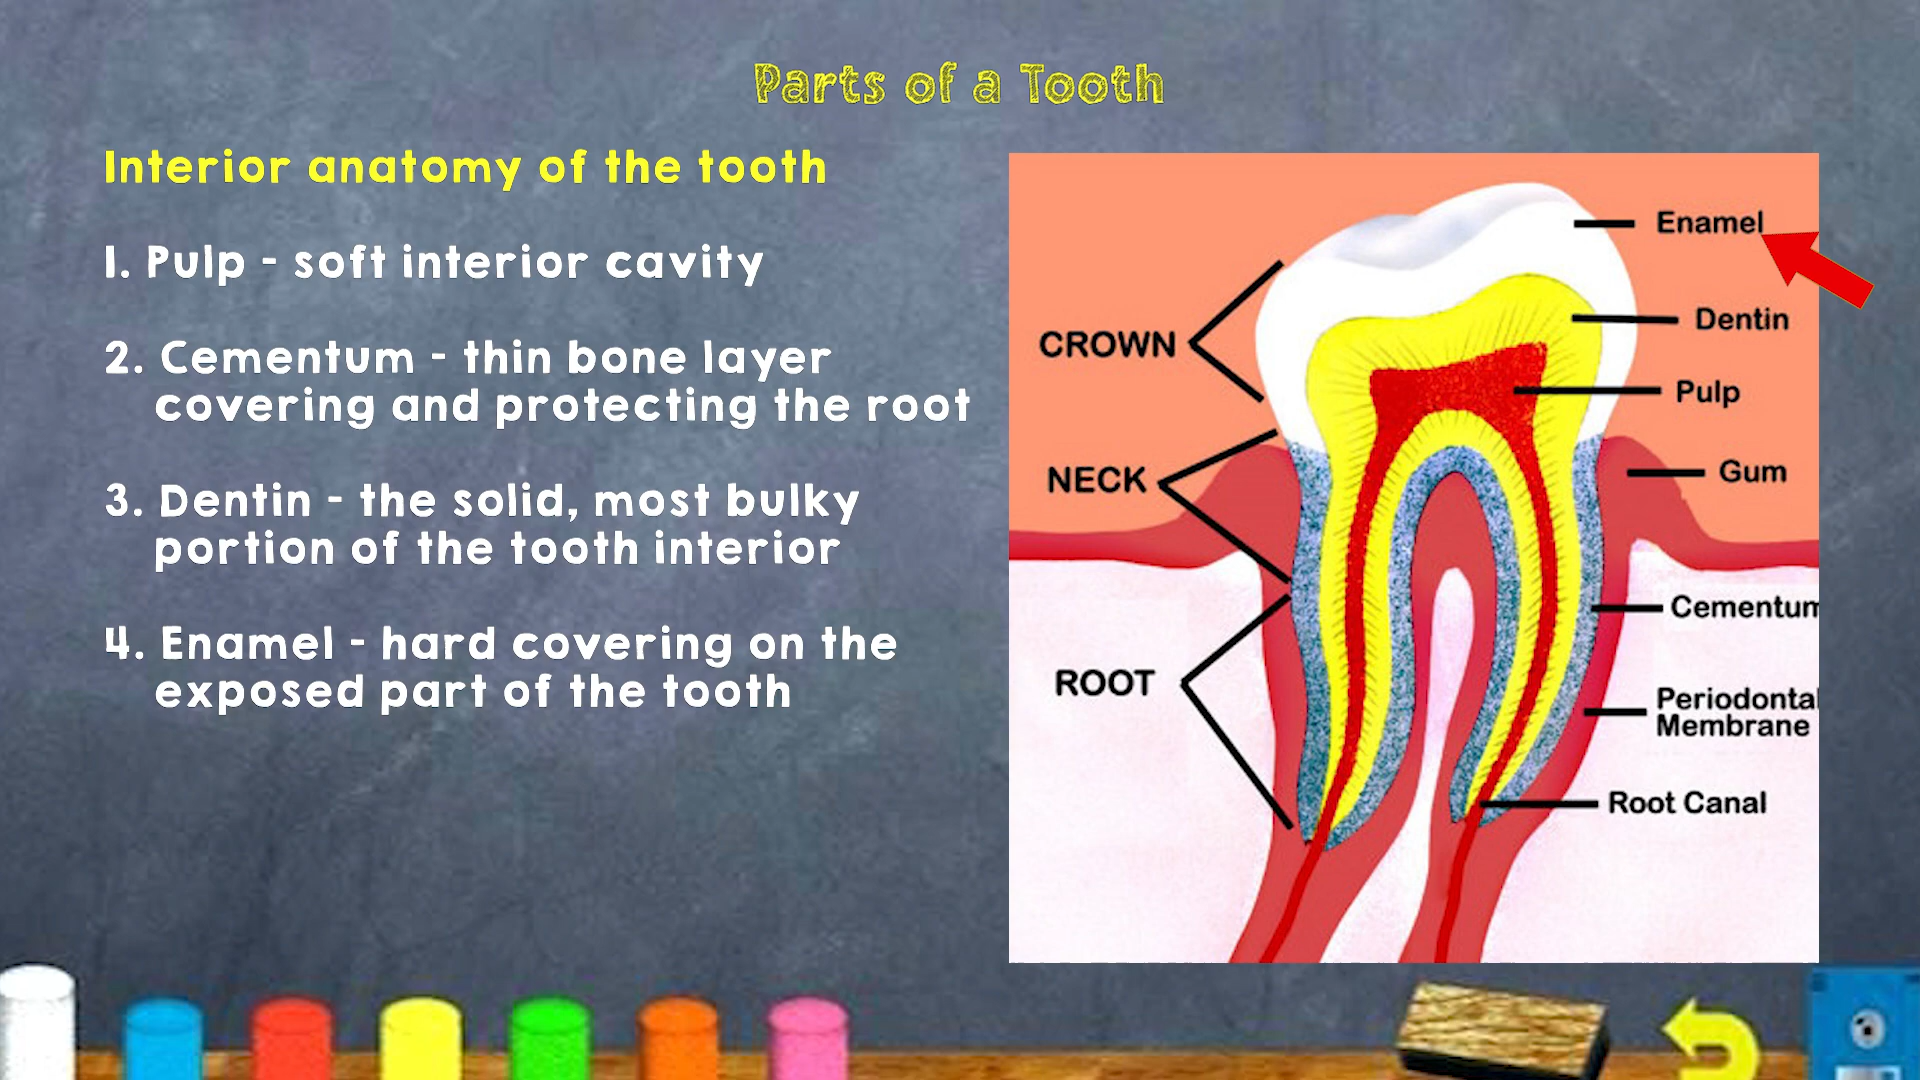 Parts of a Tooth
Interior anatomy of the tooth
1. Pulp - soft interior cavity
2. Cementum - thin bone layer
covering and protecting the root
3. Dentin - the solid, most bulky
portion of the tooth interior
4. Enamel - hard covering on the
exposed part of the tooth
CROWN
NECK
ROOT
Enamel
Dentin
Pulp
Gum
Cementum
Periodontal
Membrane
Root Canal